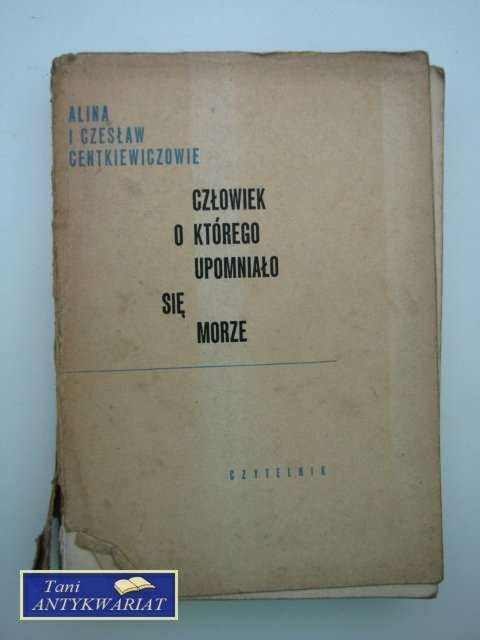 ALINA
I CZESŁAW
CENTKIEWICZOWIE
CZŁOWIEK
O KTÓREGO
UPOMNIAŁO
SIĘ
MORZE
CZYTELNIK
Tani
ANTYKWARIAT